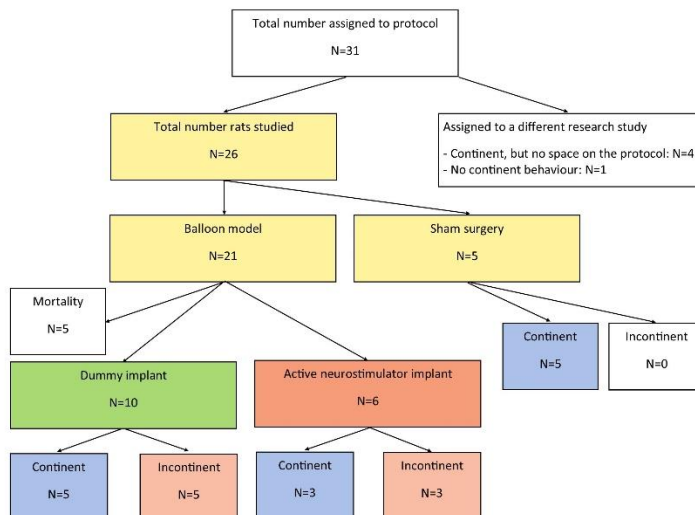 Total number assigned to protocol
N=31
Total number rats studied
N=26
Assigned to a different research study
- Continent, but no space on the protocol: N=4
- No continent behaviour: N=1
Balloon model
N=21
Sham surgery
N=5
Mortality
N=5
Continent
N=5
Incontinent
N=0
Dummy implant
N=10
Active neurostimulator implant
N=6
Continent
N=5
Incontinent
N=5
Continent
N=3
Incontinent
N=3